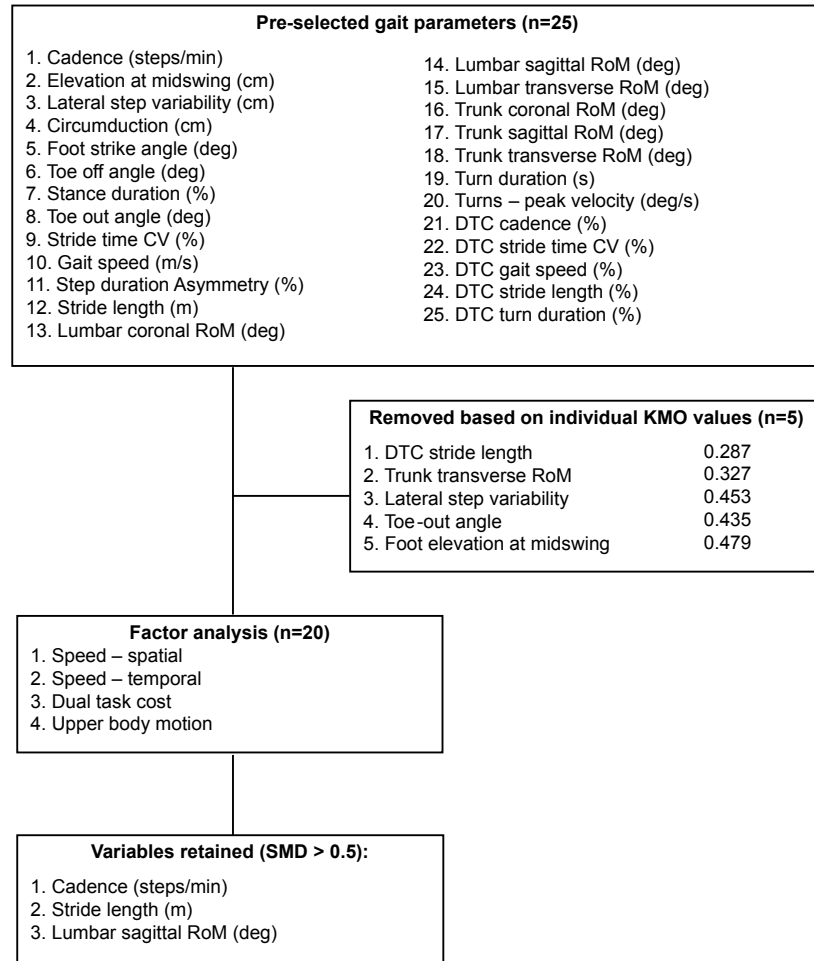 Pre-selected gait parameters (n=25)
1. Cadence (steps/min)
2. Elevation at midswing (cm)
3. Lateral step variability (cm)
4. Circumduction (cm)
5. Foot strike angle (deg)
6. Toe off angle (deg)
7. Stance duration (%)
8. Toe out angle (deg)
9. Stride time CV (%)
10. Gait speed (m/s)
11. Step duration Asymmetry (%)
12. Stride length (m)
13. Lumbar coronal RoM (deg)
14. Lumbar sagittal RoM (deg)
15. Lumbar transverse RoM (deg)
16. Trunk coronal RoM (deg)
17. Trunk sagittal RoM (deg)
18. Trunk transverse RoM (deg)
19. Turn duration (s)
20. Turns – peak velocity (deg/s)
21. DTC cadence (%)
22. DTC stride time CV (%)
23. DTC gait speed (%)
24. DTC stride length (%)
25. DTC turn duration (%)
Removed based on individual KMO values (n=5)
1. DTC stride length 0.287
2. Trunk transverse RoM 0.327
3. Lateral step variability 0.453
4. Toe-out angle 0.435
5. Foot elevation at midswing 0.479
Factor analysis (n=20)
1. Speed – spatial
2. Speed – temporal
3. Dual task cost
4. Upper body motion
Variables retained (SMD > 0.5):
1. Cadence (steps/min)
2. Stride length (m)
3. Lumbar sagittal RoM (deg)